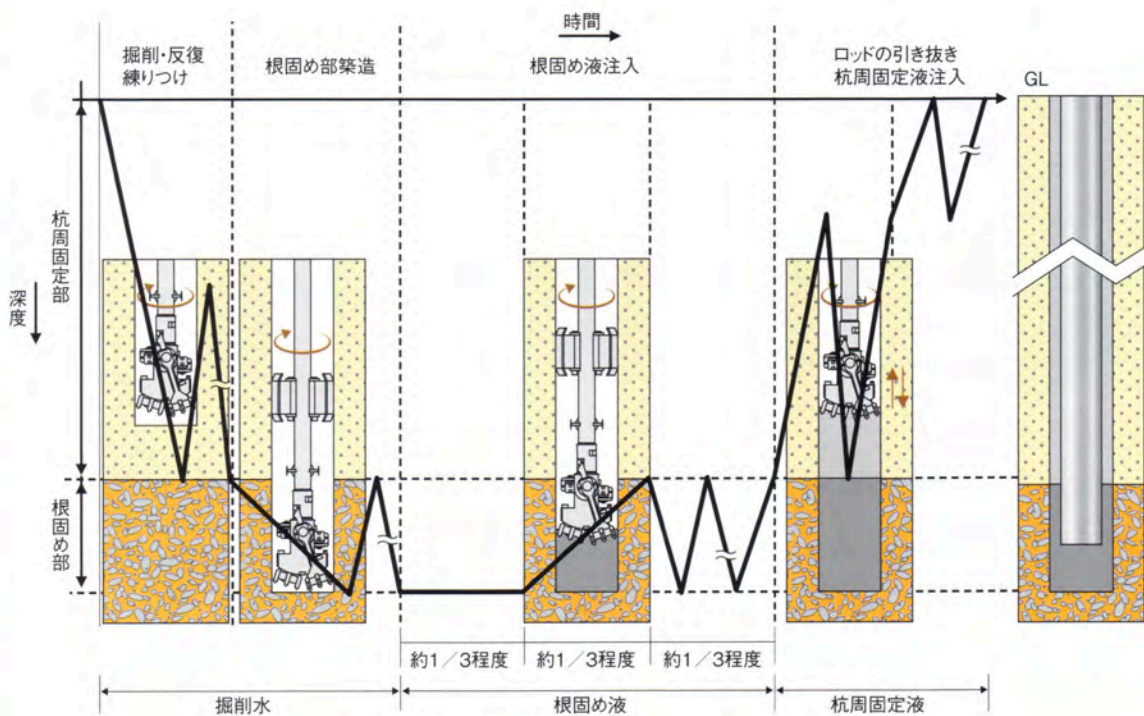 時間
掘削・反復
練りつけ
根固め部築造
根固め液注入
ロッドの引き抜き
杭周固定液注入
GL
杭周固定部
深度
根固め部
約1/3程度
約1/3程度
約1/3程度
掘削水
根固め液
杭周固定液